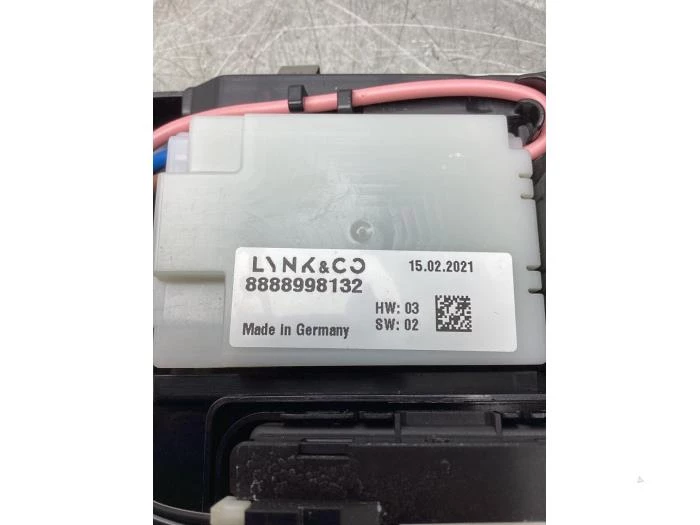 LYNK&CO 15.02.2021
8888998132
HW: 03
Made in Germany SW: 02